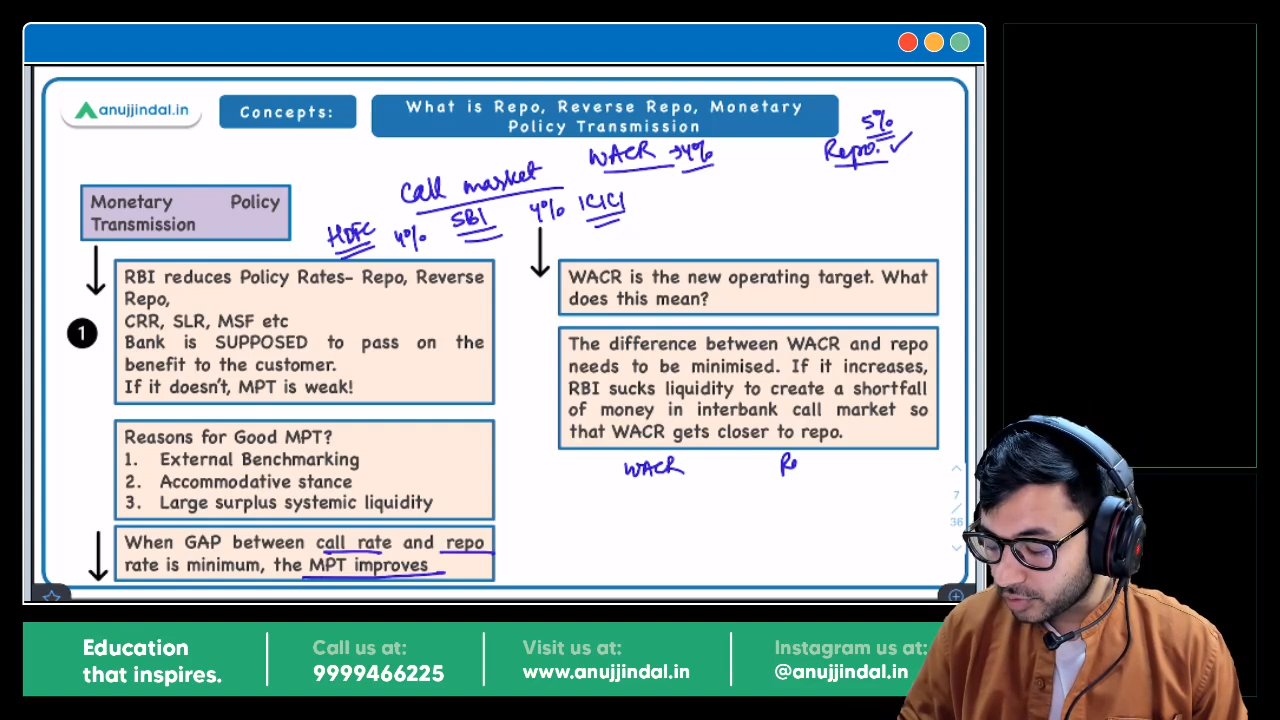 anujjindal.in
Concepts:
What is Repo, Reverse Repo, Monetary
Policy Transmission
5%
Repo. ✓
WACR → 4%
Call market
HDFC 4% SBI 4% ICICI
Monetary Policy
Transmission
1
RBI reduces Policy Rates- Repo, Reverse
Repo,
CRR, SLR, MSF etc
Bank is SUPPOSED to pass on the
benefit to the customer.
If it doesn't, MPT is weak!
Reasons for Good MPT?
1. External Benchmarking
2. Accommodative stance
3. Large surplus systemic liquidity
When GAP between call rate and repo
rate is minimum, the MPT improves
WACR is the new operating target. What
does this mean?
The difference between WACR and repo
needs to be minimised. If it increases,
RBI sucks liquidity to create a shortfall
of money in interbank call market so
that WACR gets closer to repo.
WACR Re
7
/
36
Education
that inspires.
Call us at:
9999466225
Visit us at:
www.anujjindal.in
Instagram us at:
@anujjindal.in